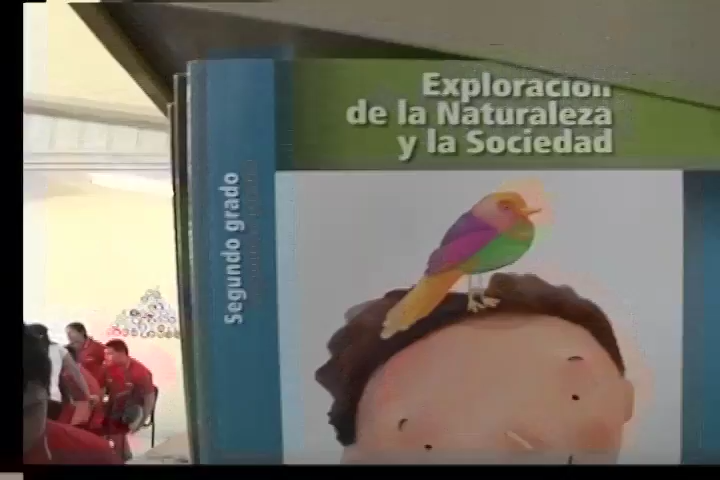 Exploración
de la Naturaleza
y la Sociedad
Segundo grado